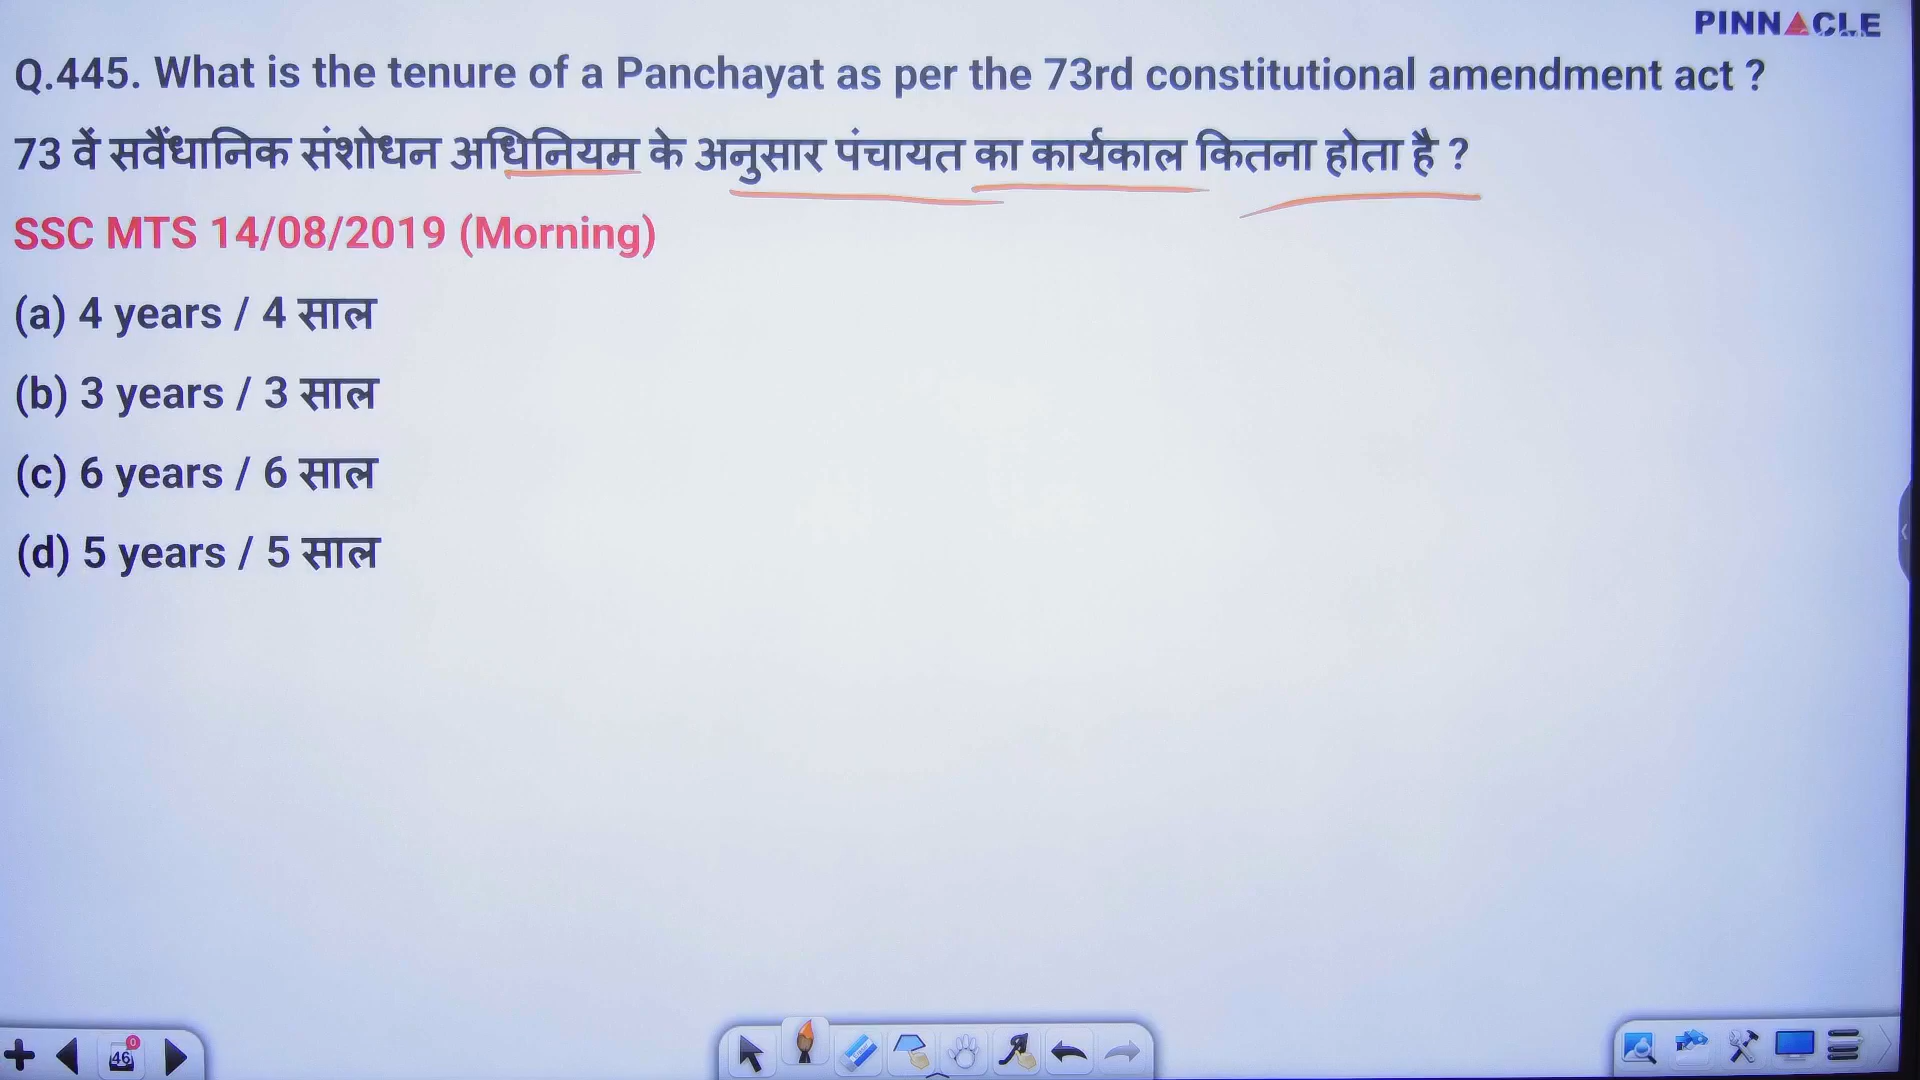 PINNACLE
Q.445. What is the tenure of a Panchayat as per the 73rd constitutional amendment act ?
73 वें सवैंधानिक संशोधन अधिनियम के अनुसार पंचायत का कार्यकाल कितना होता है ?
SSC MTS 14/08/2019 (Morning)
(a) 4 years / 4 साल
(b) 3 years / 3 साल
(c) 6 years / 6 साल
(d) 5 years / 5 साल
46
0